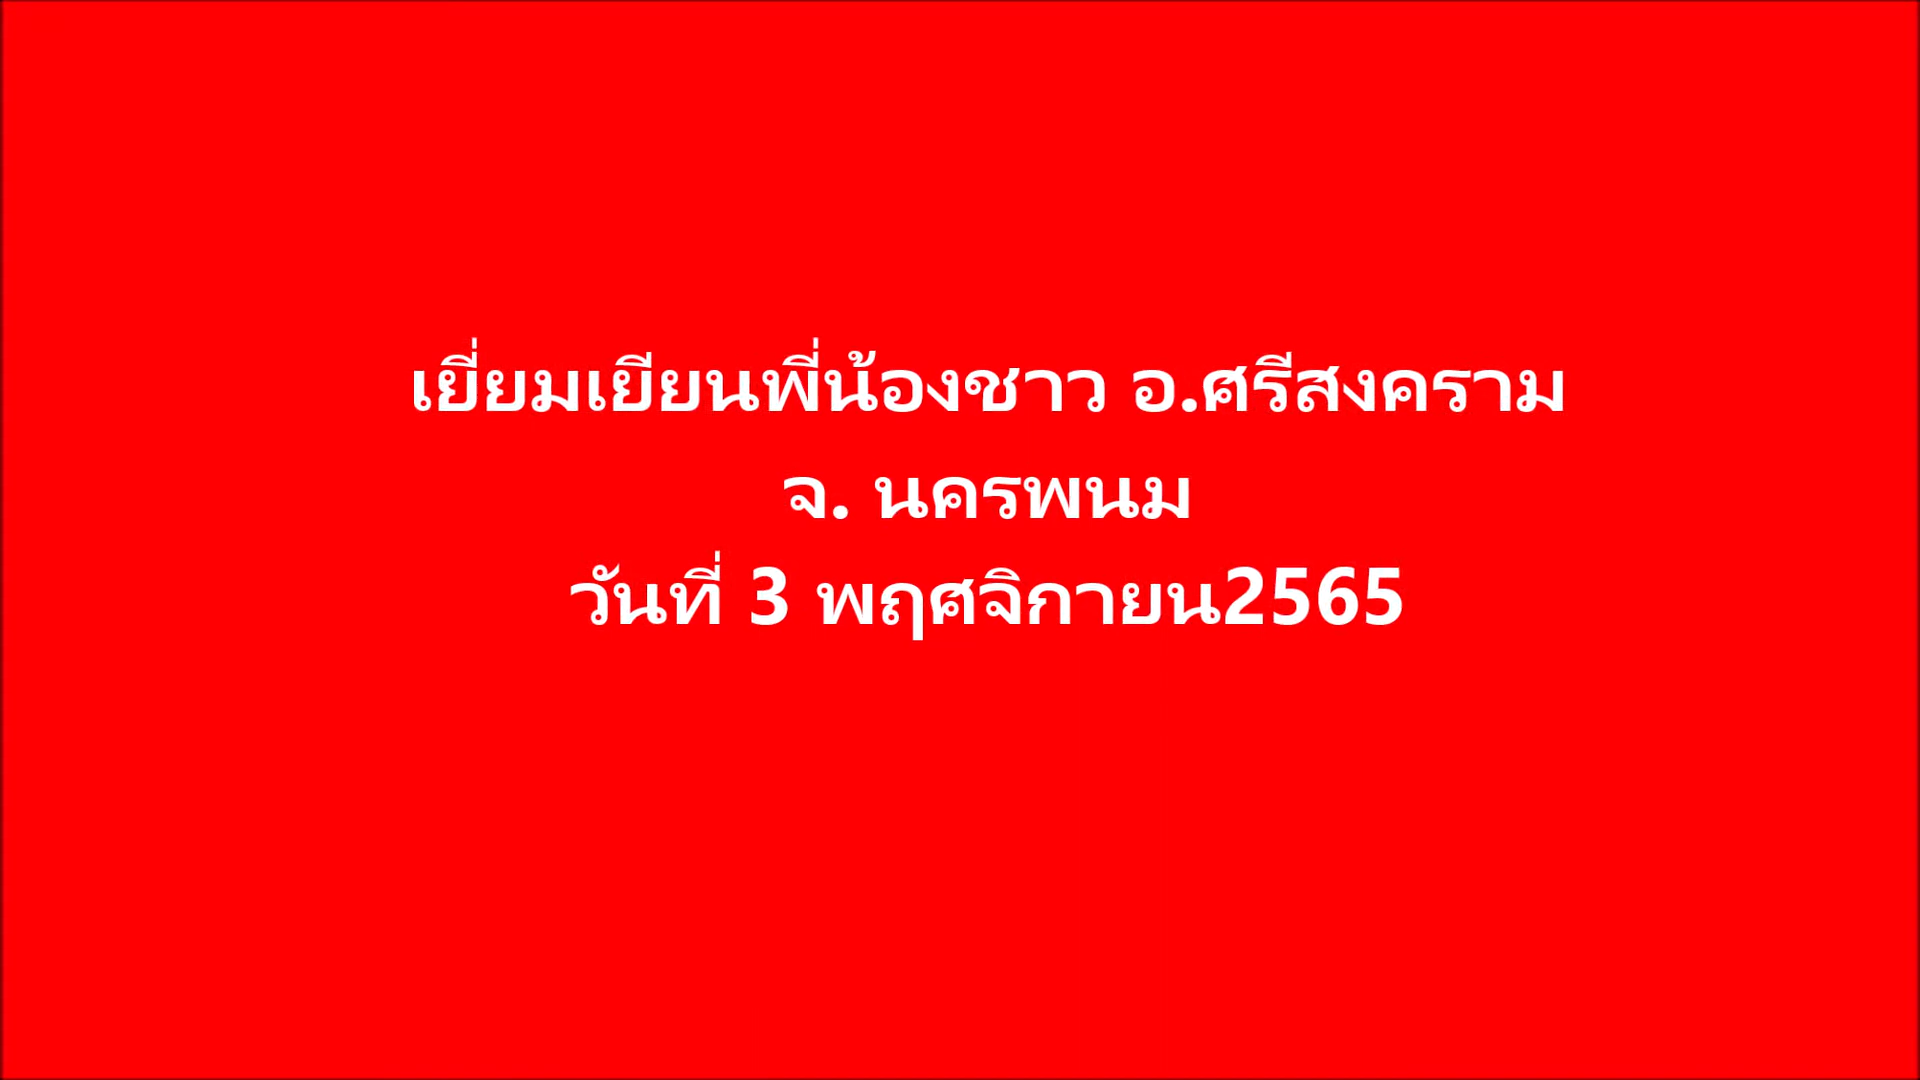 เยี่ยมเยียนพี่น้องชาว อ.ศรีสงคราม
จ. นครพนม
วันที่ 3 พฤศจิกายน2565